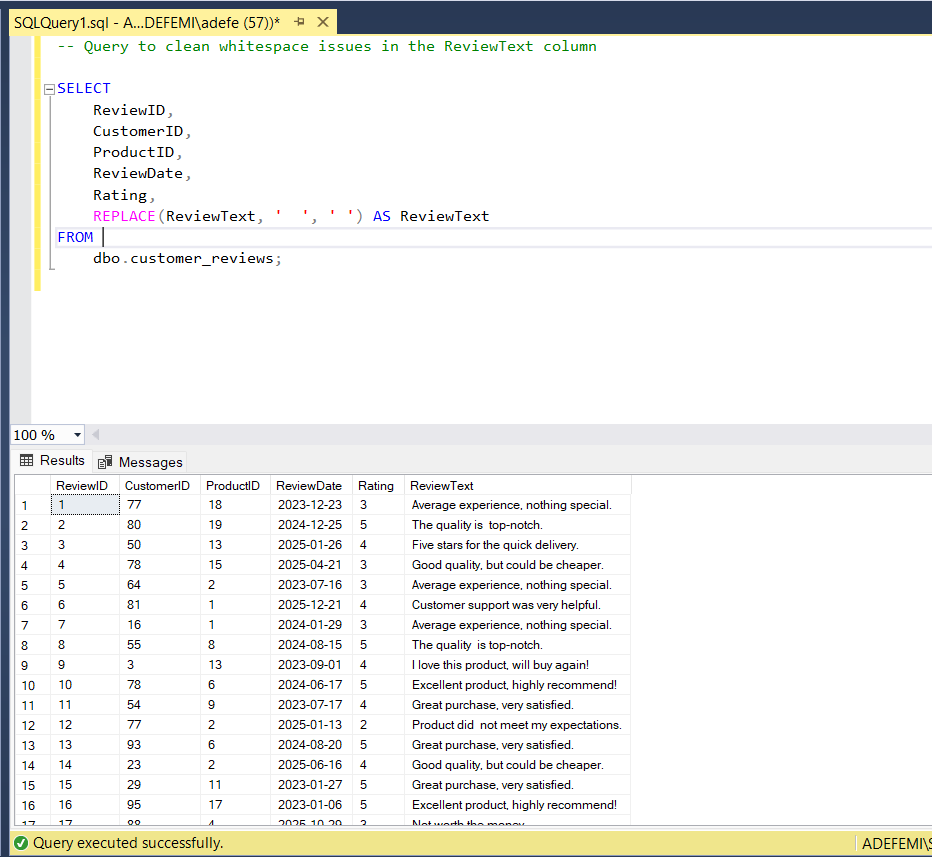 SQLQuery1.sql - A...DEFEMI\adefe (57))*
-- Query to clean whitespace issues in the ReviewText column
SELECT
ReviewID,
CustomerID,
ProductID,
ReviewDate,
Rating,
REPLACE(ReviewText, '  ', ' ') AS ReviewText
FROM
dbo.customer_reviews;
100 %
Results Messages
ReviewID CustomerID ProductID ReviewDate Rating ReviewText
1 1 77 18 2023-12-23 3 Average experience, nothing special.
2 2 80 19 2024-12-25 5 The quality is  top-notch.
3 3 50 13 2025-01-26 4 Five stars for the quick delivery.
4 4 78 15 2025-04-21 3 Good quality, but could be cheaper.
5 5 64 2 2023-07-16 3 Average experience, nothing special.
6 6 81 1 2025-12-21 4 Customer support was very helpful.
7 7 16 1 2024-01-29 3 Average experience, nothing special.
8 8 55 8 2024-08-15 5 The quality  is top-notch.
9 9 3 13 2023-09-01 4 I love this product, will buy again!
10 10 78 6 2024-06-17 5 Excellent product, highly recommend!
11 11 54 9 2023-07-17 4 Great purchase, very satisfied.
12 12 77 2 2025-01-13 2 Product did  not meet my expectations.
13 13 93 6 2024-08-20 5 Great purchase, very satisfied.
14 14 23 2 2025-06-16 4 Good quality, but could be cheaper.
15 15 29 11 2023-01-27 5 Great purchase, very satisfied.
16 16 95 17 2023-01-06 5 Excellent product, highly recommend!
17 17 88 4 2025-10-29 3 Not worth the money.
Query executed successfully. ADEFEMI\S